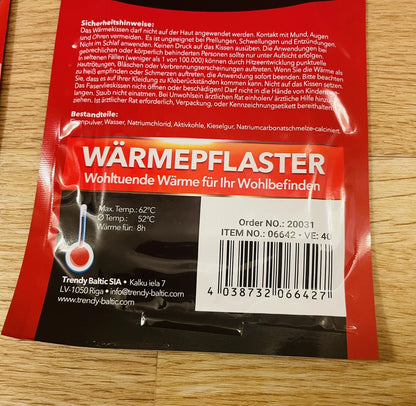 Sicherheitshinweise:
Das Wärmekissen darf nicht auf der Haut angewendet werden. Kontakt mit Mund, Augen
und Ohren vermeiden. Es ist ungeeignet bei Prellungen, Schwellungen und Entzündungen.
Nicht im Schlaf anwenden. Keinen Druck auf das Kissen ausüben. Die Anwendungen bei
gebrechlichen oder körperlich behinderten Personen sollte nur unter Aufsicht erfolgen.
In seltenen Fällen (weniger als 1 von 100.000) können durch Hitzeentwicklung punktuelle
Hautrötungen, Bläschen oder Verbrennungserscheinungen auftreten. Wenn Sie die Wärme als
zu heiß empfinden oder Schmerzen auftreten, die Anwendung sofort beenden. Bitte beachten
Sie, dass es auf der Kleidung zu Kleberückständen kommen kann. Nicht auf das Kissen setzen.
Das Faservlieskissen nicht öffnen oder beschädigen! Darf nicht in die Hände von Kindern
langen. Staub nicht einatmen. Bei Unwohlsein ärztlichen Rat einholen/ ärztliche Hilfe hinzu
ziehen. Ist ärztlicher Rat erforderlich, Verpackung, oder Kennzeichnungsetikett bereithalten.
Bestandteile:
pulver, Wasser, Natriumchlorid, Aktivkohle, Kieselgur, Natriumcarbonatschmelze-calciniert.
WÄRMEPFLASTER
Wohltuende Wärme für Ihr Wohlbefinden
Max. Temp.: 62°C
Ø Temp.: 52°C
Wärme für: 8h
Order NO.: 20031
ITEM NO.: 06642 • VE: 40
4 038732 066427
Trendy Baltic SIA • Kalku iela 7
LV-1050 Riga • info@trendy-baltic.com
www.trendy-baltic.com